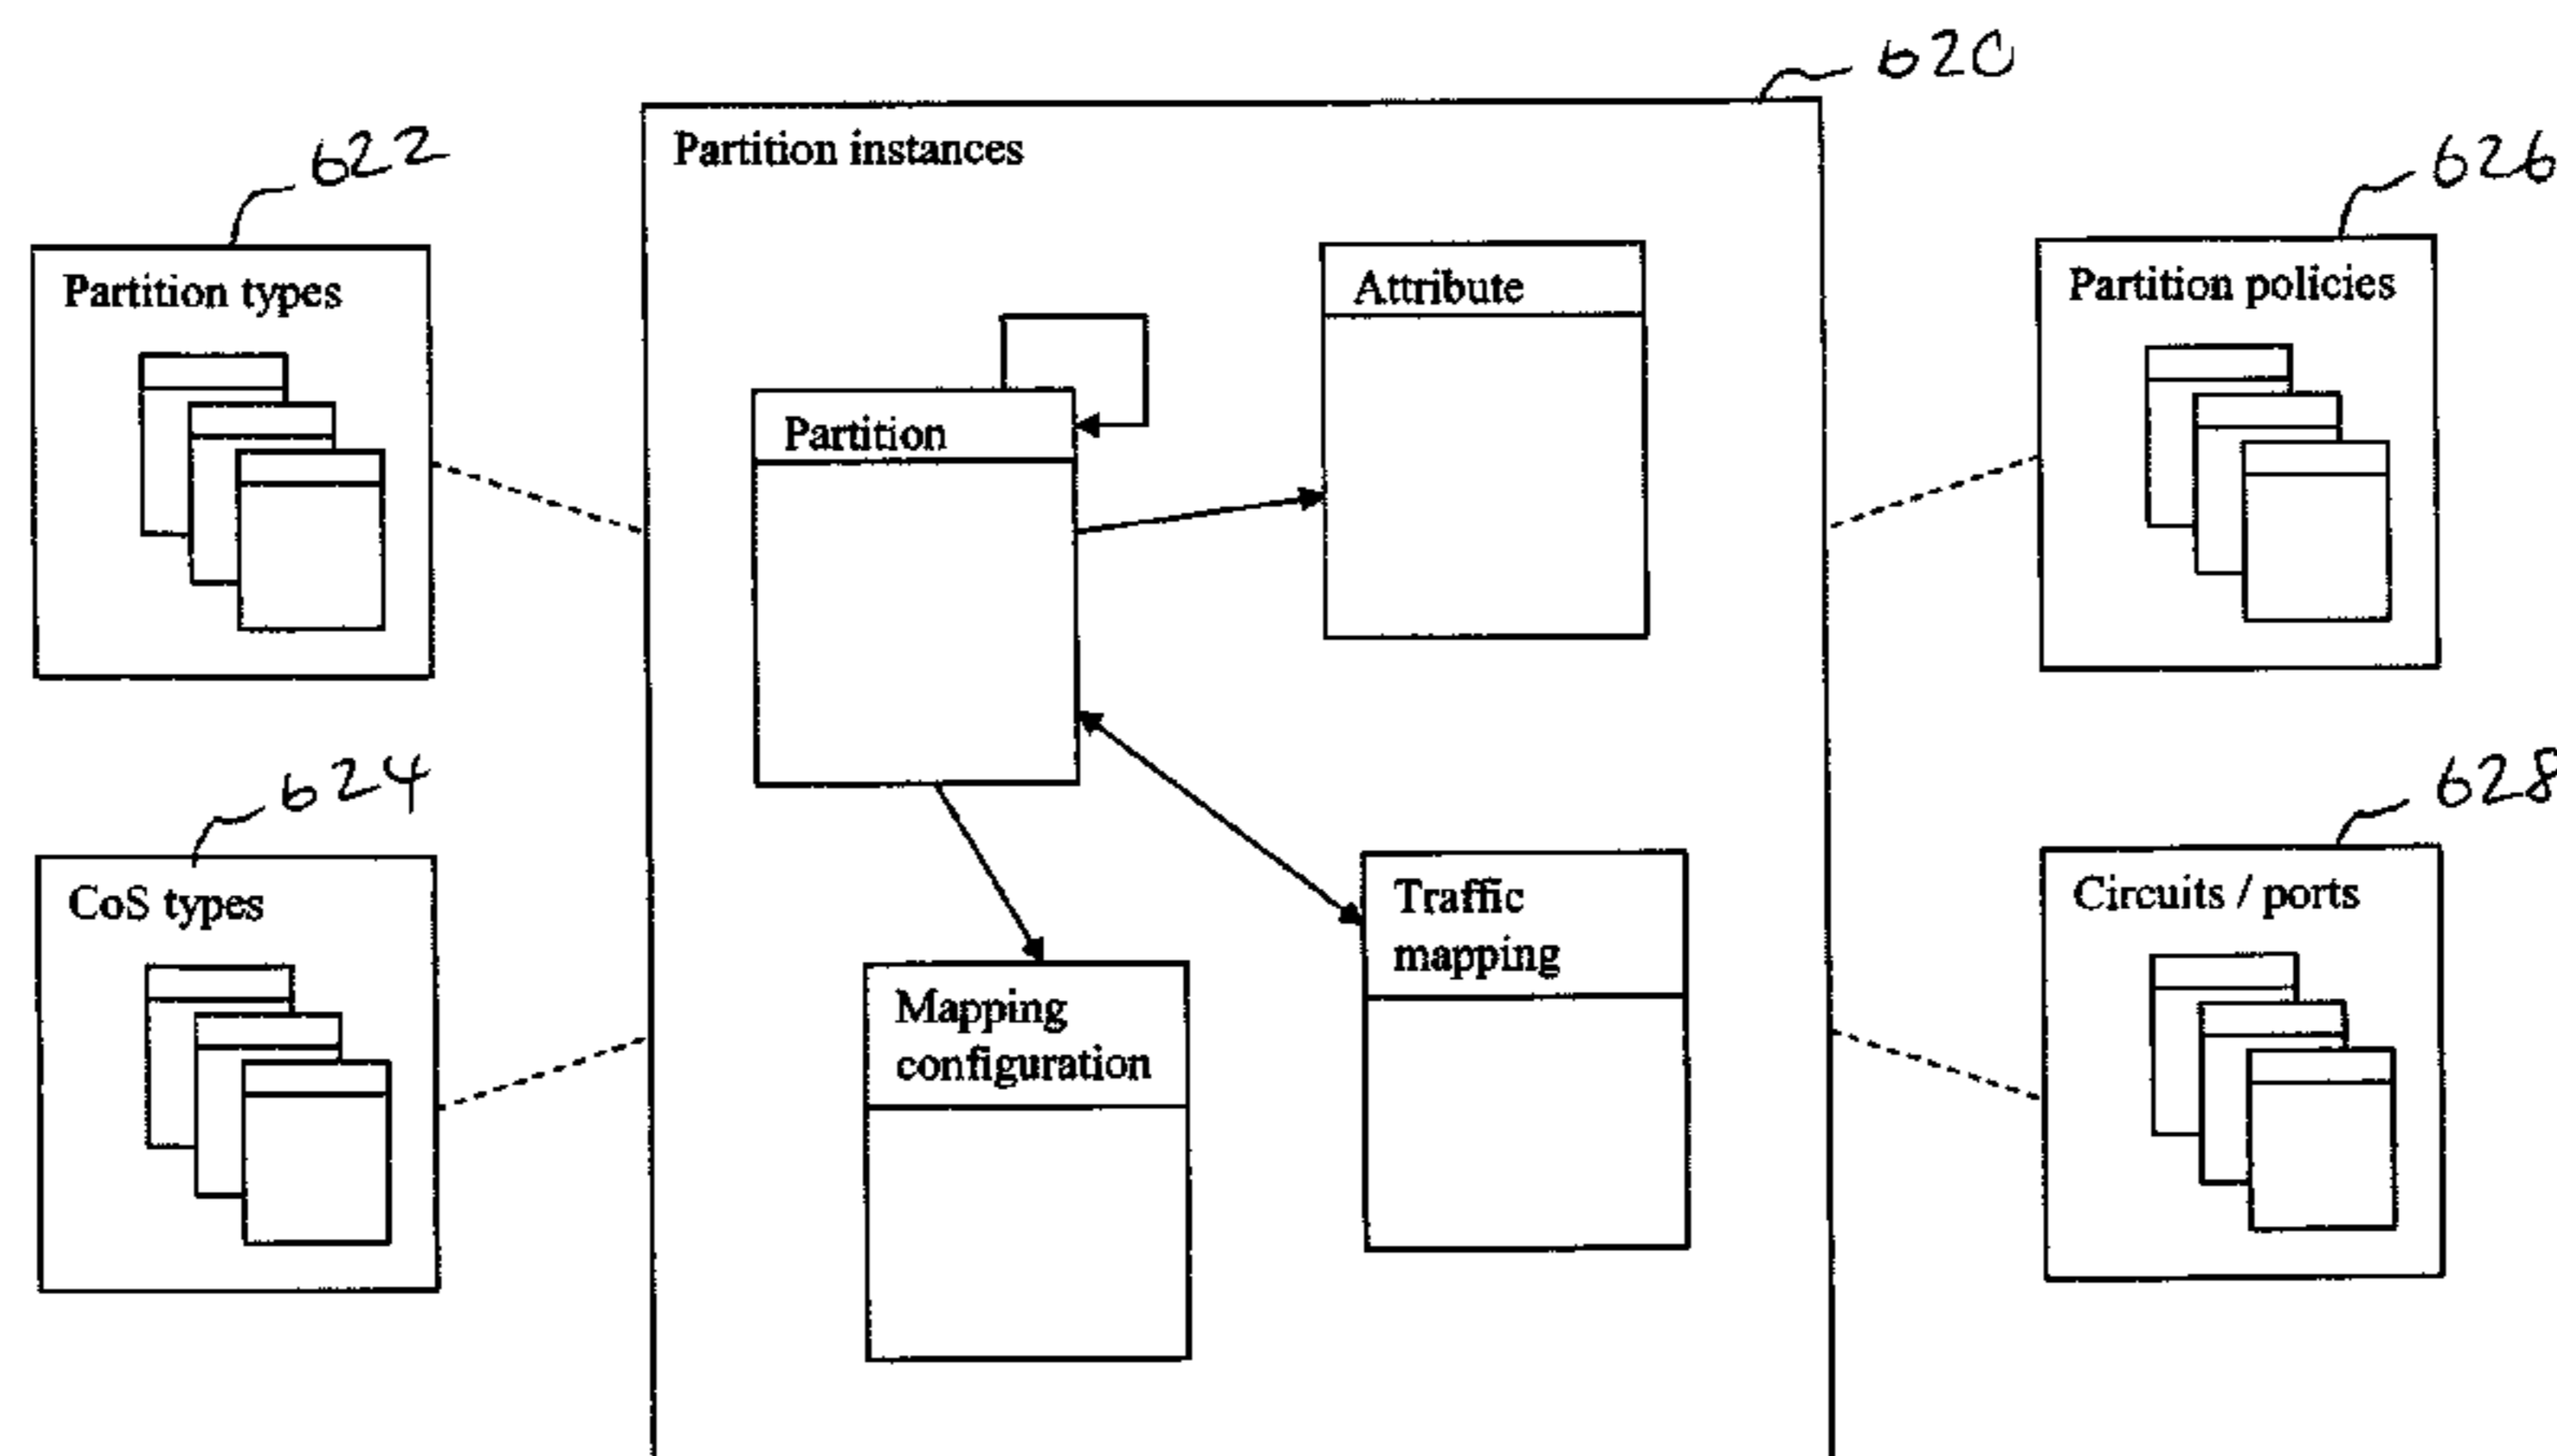 620
Partition instances
622
626
Partition types
Attribute
Partition policies
Partition
624
628
CoS types
Traffic
mapping
Circuits / ports
Mapping
configuration